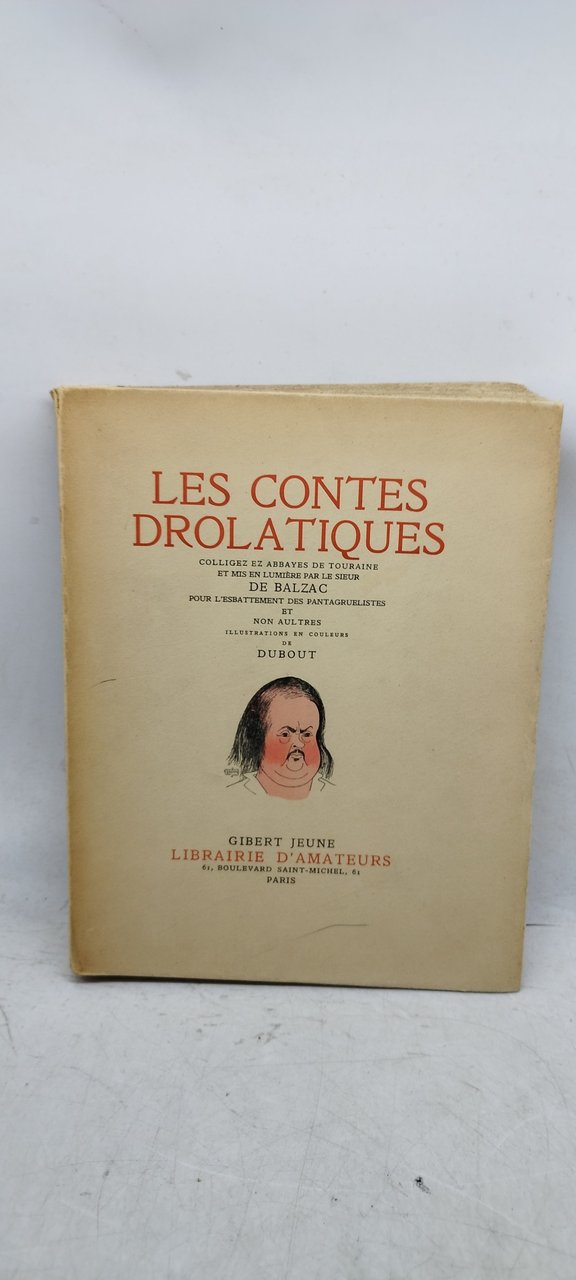 LES CONTES
DROLATIQUES
COLLIGEZ EZ ABBAYES DE TOURAINE
ET MIS EN LUMIÈRE PAR LE SIEUR
DE BALZAC
POUR L'ESBATTEMENT DES PANTAGRUELISTES
ET
NON AULTRES
ILLUSTRATIONS EN COULEURS
DE
DUBOUT
GIBERT JEUNE
LIBRAIRIE D'AMATEURS
61, BOULEVARD SAINT-MICHEL, 61
PARIS